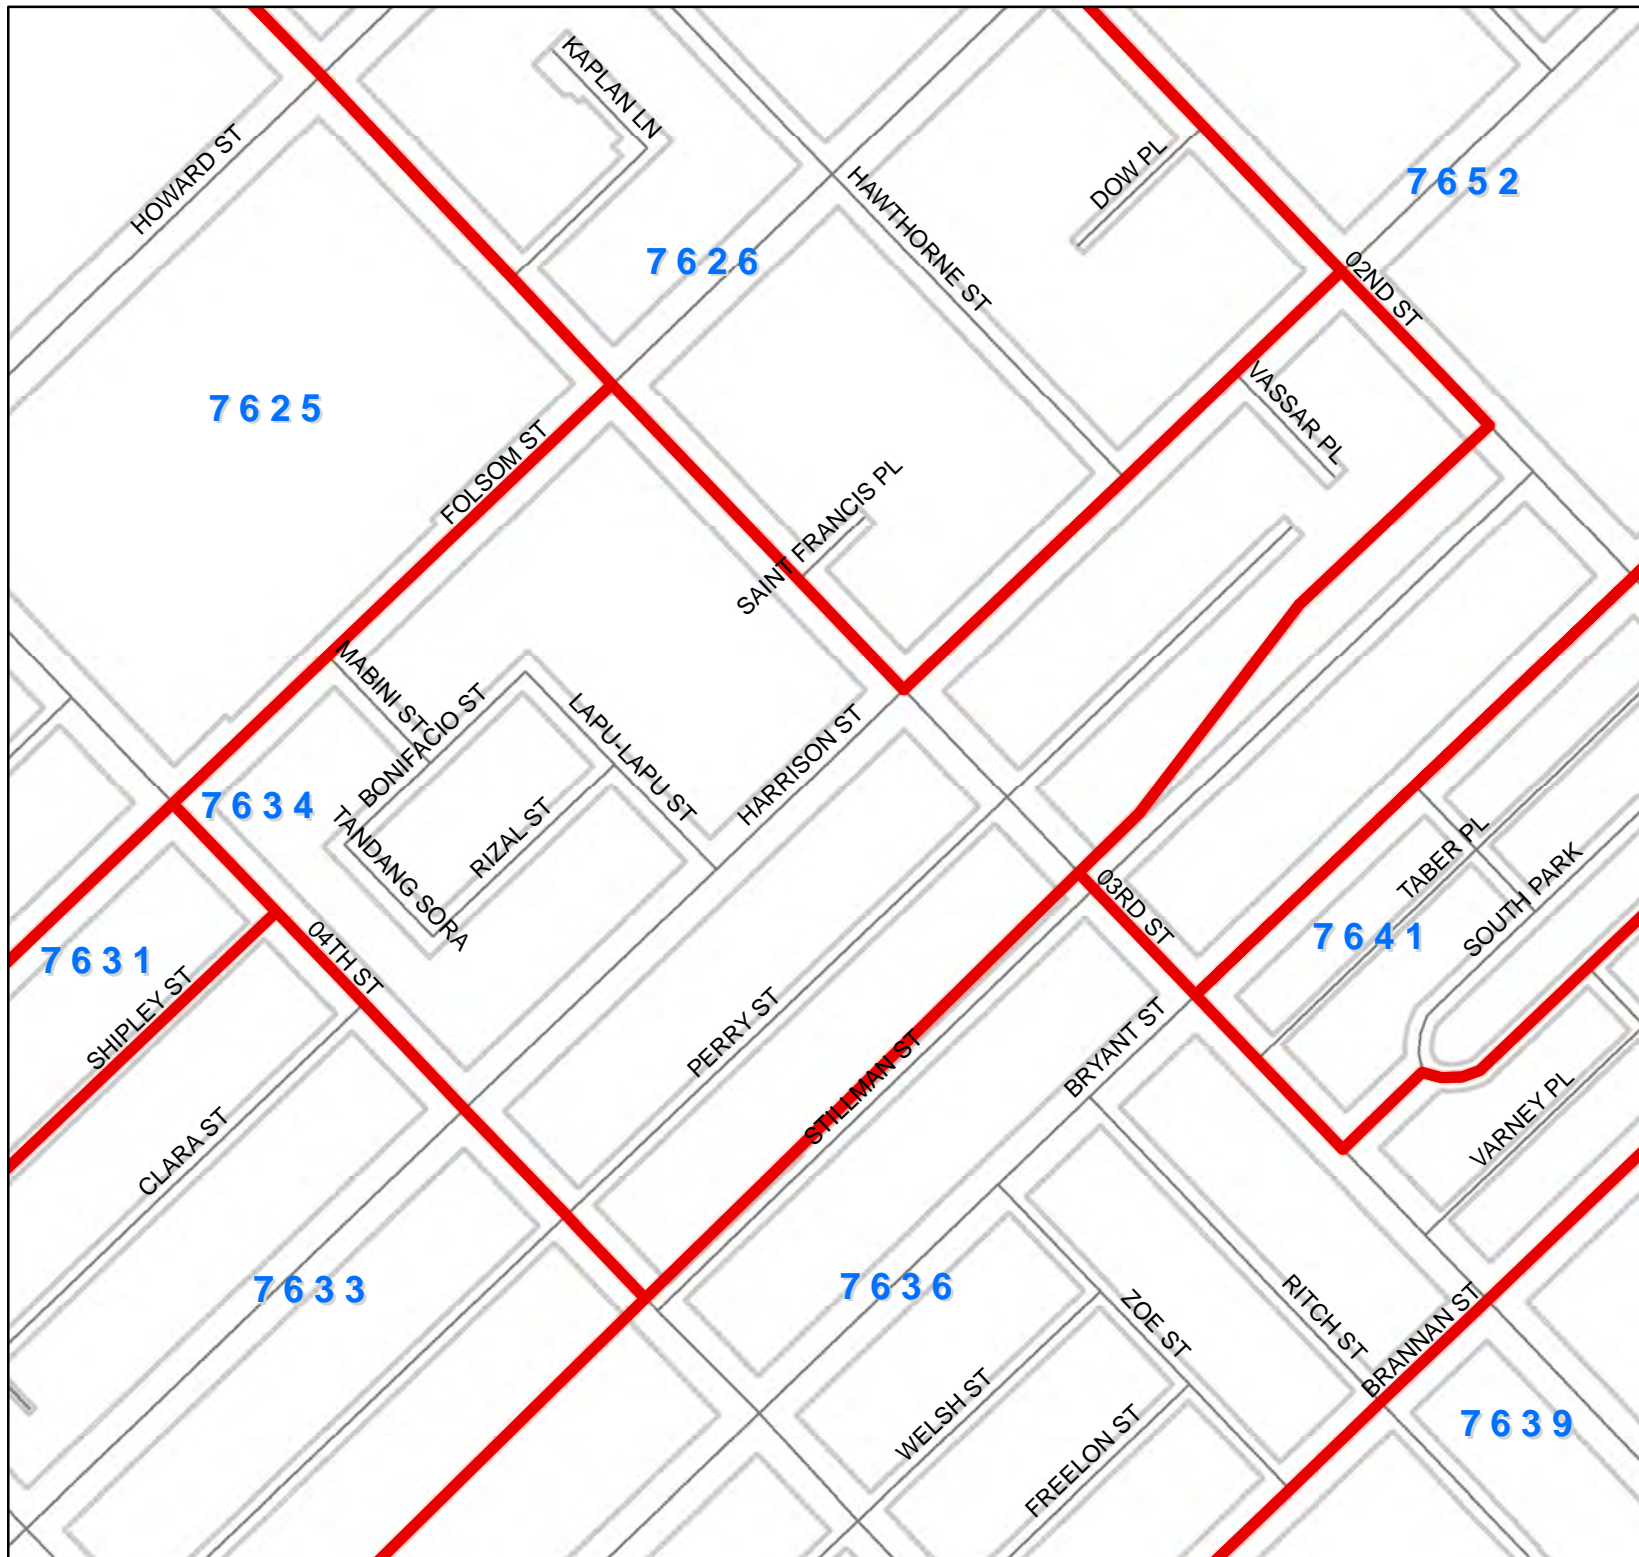 KAPLAN LN
HOWARD ST
DOW PL
7652
HAWTHORNE ST
7626
02ND ST
7625
VASSAR PL
FOLSOM ST
SAINT FRANCIS PL
MABINI ST
BONIFACIO ST
LAPU-LAPU ST
HARRISON ST
7634
TANDANG SORA
RIZAL ST
TABER PL
SOUTH PARK
03RD ST
7641
7631
04TH ST
SHIPLEY ST
PERRY ST
STILLMAN ST
BRYANT ST
VARNEY PL
CLARA ST
7633
7636
ZOE ST
RITCH ST
BRANNAN ST
WELSH ST
FREELON ST
7639